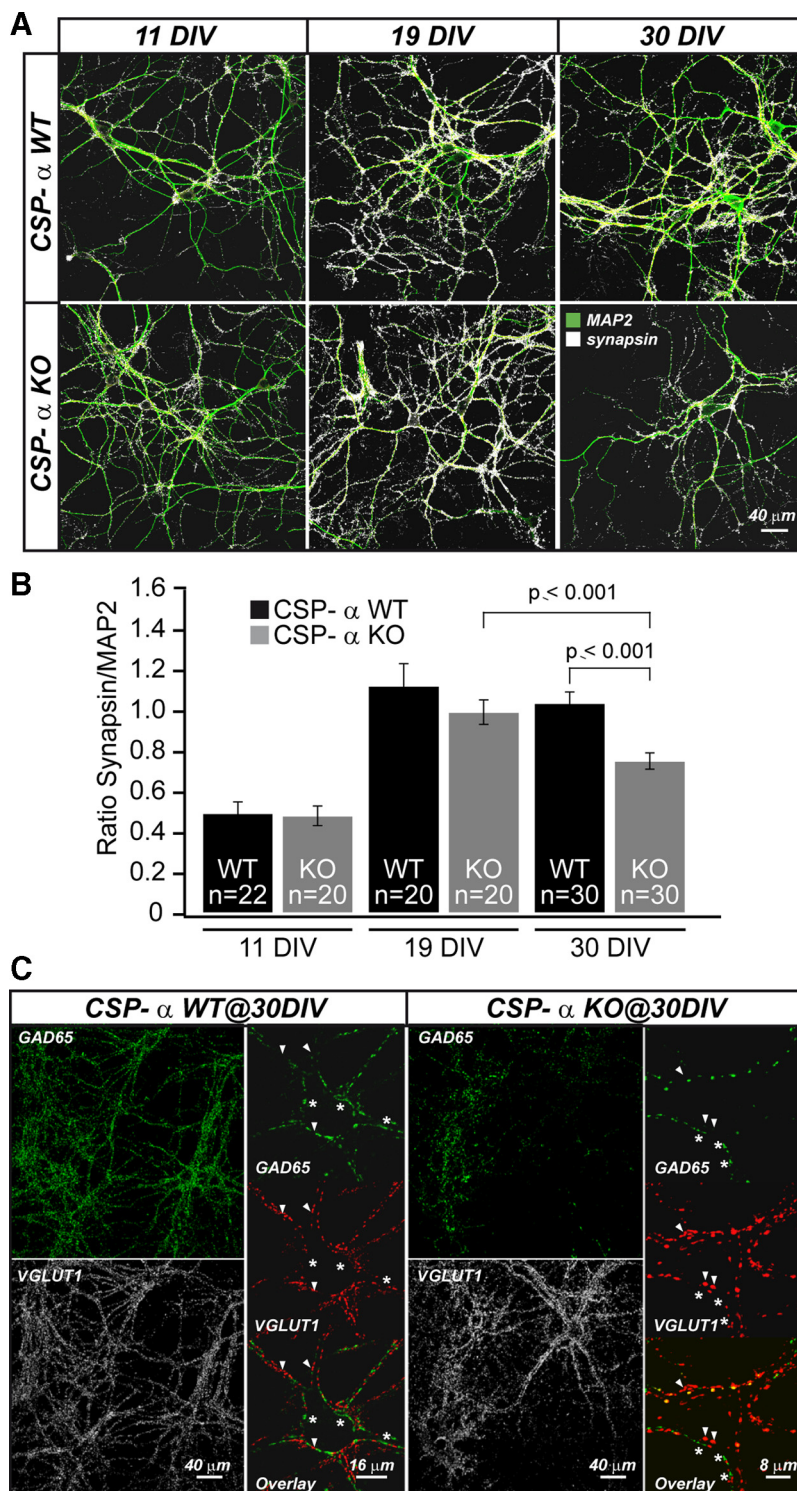 A
11 DIV
19 DIV
30 DIV
CSP- α WT
CSP- α KO
MAP2
synapsin
40 μm
B
Ratio Synapsin/MAP2
1.6
1.4
1.2
1.0
0.8
0.6
0.4
0.2
0
CSP- α WT
CSP- α KO
p < 0.001
p < 0.001
WT
n=22
KO
n=20
WT
n=20
KO
n=20
WT
n=30
KO
n=30
11 DIV
19 DIV
30 DIV
C
CSP- α WT@30DIV
CSP- α KO@30DIV
GAD65
VGLUT1
40 μm
GAD65
VGLUT1
Overlay
16 μm
GAD65
VGLUT1
40 μm
GAD65
VGLUT1
Overlay
8 μm